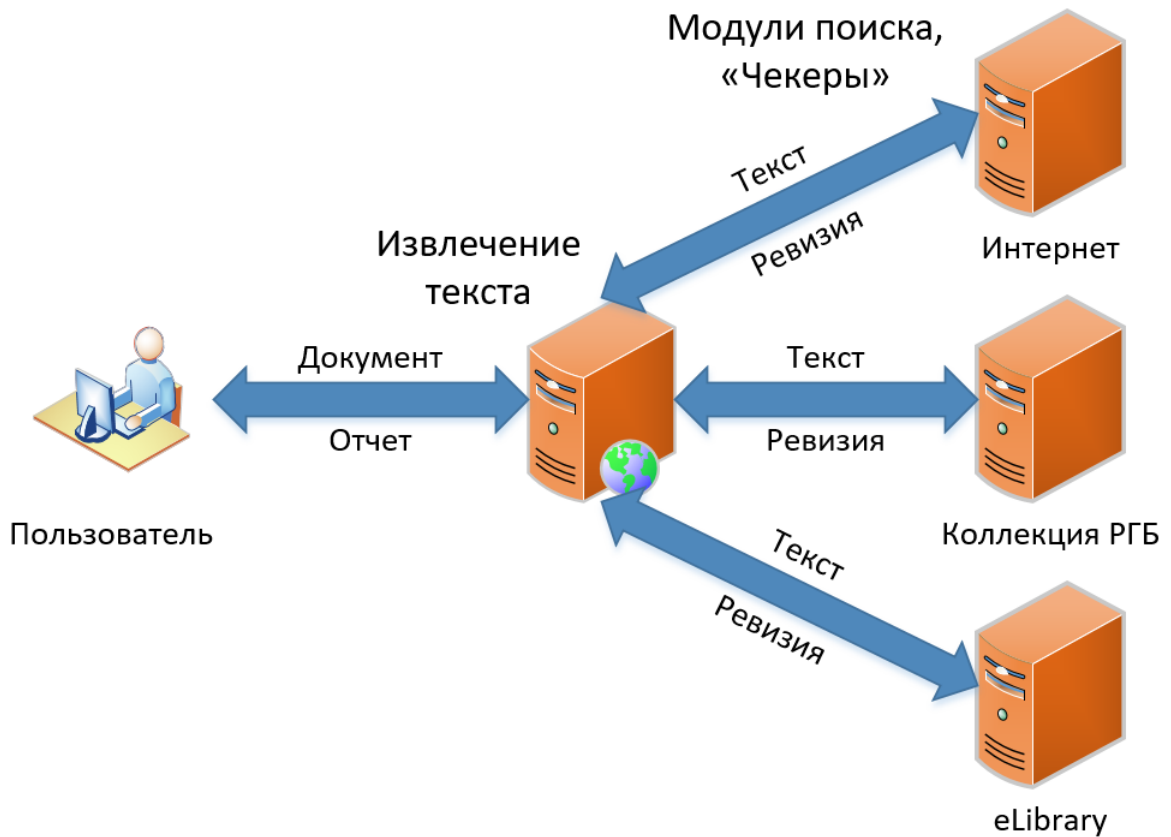 Модули поиска,
«Чекеры»
Текст
Ревизия
Интернет
Извлечение
текста
Документ
Отчет
Текст
Ревизия
Пользователь
Коллекция РГБ
Текст
Ревизия
eLibrary